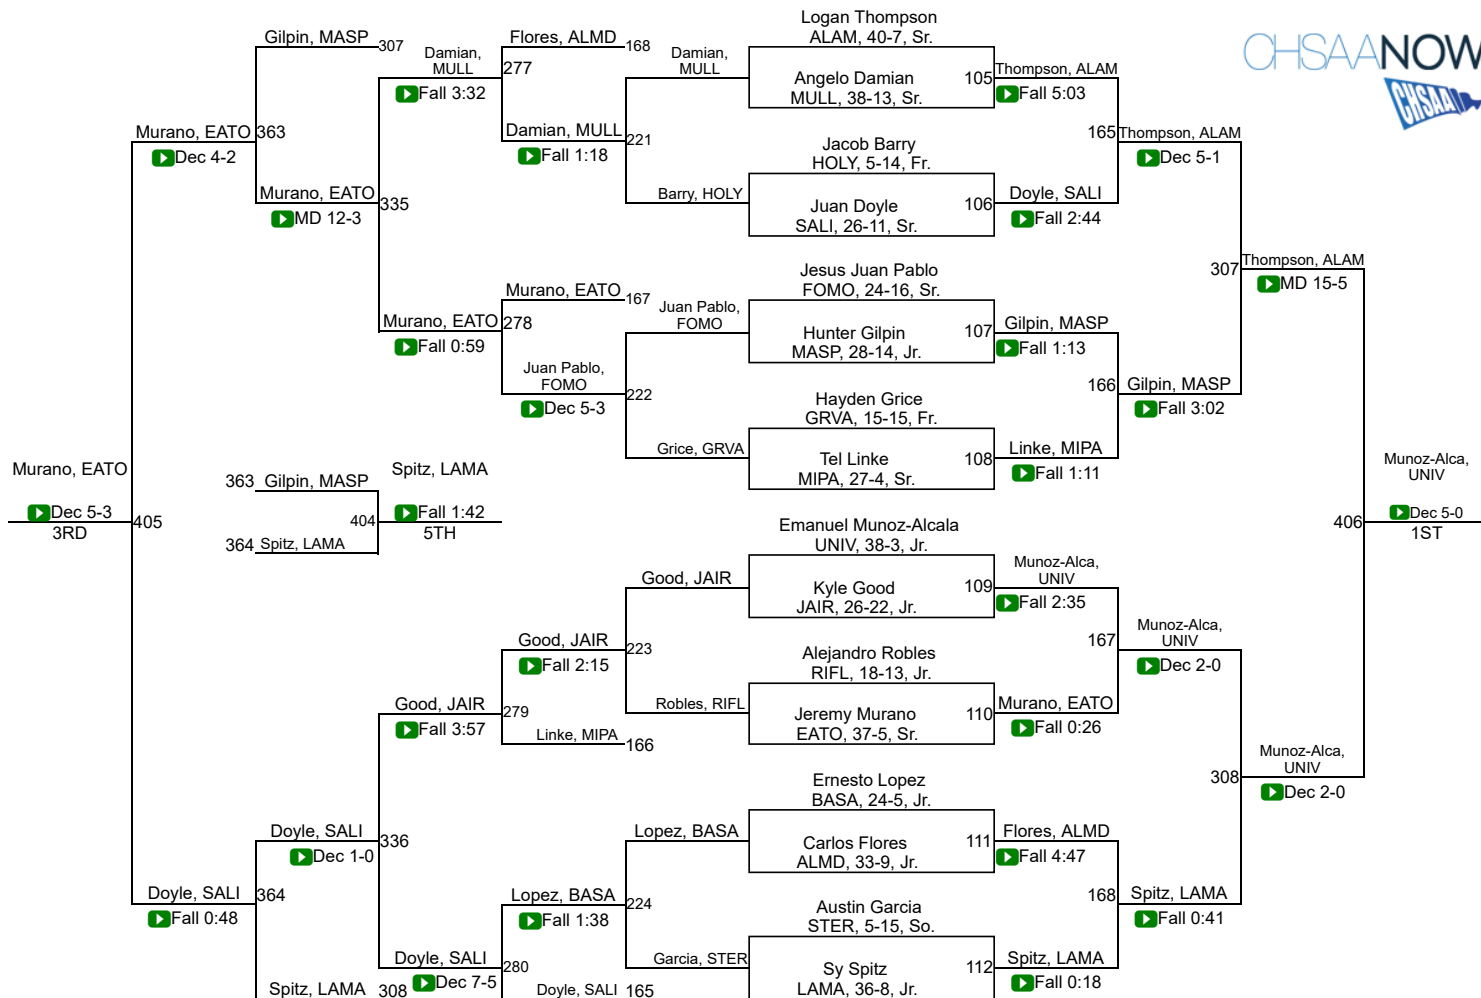 CHSAANOW
CHSAA
Gilpin, MASP 307
Murano, EATO 363
Dec 4-2
Murano, EATO 335
MD 12-3
Damian,
MULL
277
Fall 3:32
Flores, ALMD 168
Damian, MULL 221
Fall 1:18
Damian,
MULL
Barry, HOLY
Murano, EATO 278
Fall 0:59
Murano, EATO 167
Juan Pablo,
FOMO
222
Dec 5-3
Juan Pablo,
FOMO
Grice, GRVA
Murano, EATO
Dec 5-3
3RD
405
363 Gilpin, MASP
364 Spitz, LAMA
404
Spitz, LAMA
Fall 1:42
5TH
Good, JAIR
Robles, RIFL
Good, JAIR 223
Fall 2:15
Linke, MIPA 166
Good, JAIR 279
Fall 3:57
Doyle, SALI 336
Dec 1-0
Doyle, SALI 364
Fall 0:48
Spitz, LAMA 308
Doyle, SALI 280
Dec 7-5
Lopez, BASA 224
Fall 1:38
Doyle, SALI 165
Lopez, BASA
Garcia, STER
Logan Thompson
ALAM, 40-7, Sr.
Angelo Damian
MULL, 38-13, Sr.
105
Jacob Barry
HOLY, 5-14, Fr.
Juan Doyle
SALI, 26-11, Sr.
106
Jesus Juan Pablo
FOMO, 24-16, Sr.
Hunter Gilpin
MASP, 28-14, Jr.
107
Hayden Grice
GRVA, 15-15, Fr.
Tel Linke
MIPA, 27-4, Sr.
108
Emanuel Munoz-Alcala
UNIV, 38-3, Jr.
Kyle Good
JAIR, 26-22, Jr.
109
Alejandro Robles
RIFL, 18-13, Jr.
Jeremy Murano
EATO, 37-5, Sr.
110
Ernesto Lopez
BASA, 24-5, Jr.
Carlos Flores
ALMD, 33-9, Jr.
111
Austin Garcia
STER, 5-15, So.
Sy Spitz
LAMA, 36-8, Jr.
112
Thompson, ALAM
Fall 5:03
Doyle, SALI
Fall 2:44
Gilpin, MASP
Fall 1:13
Linke, MIPA
Fall 1:11
Munoz-Alca,
UNIV
Fall 2:35
Murano, EATO
Fall 0:26
Flores, ALMD
Fall 4:47
Spitz, LAMA
Fall 0:18
165 Thompson, ALAM
Dec 5-1
166 Gilpin, MASP
Fall 3:02
167
Munoz-Alca,
UNIV
Dec 2-0
168 Spitz, LAMA
Fall 0:41
307 Thompson, ALAM
MD 15-5
308
Munoz-Alca,
UNIV
Dec 2-0
406
Munoz-Alca,
UNIV
Dec 5-0
1ST